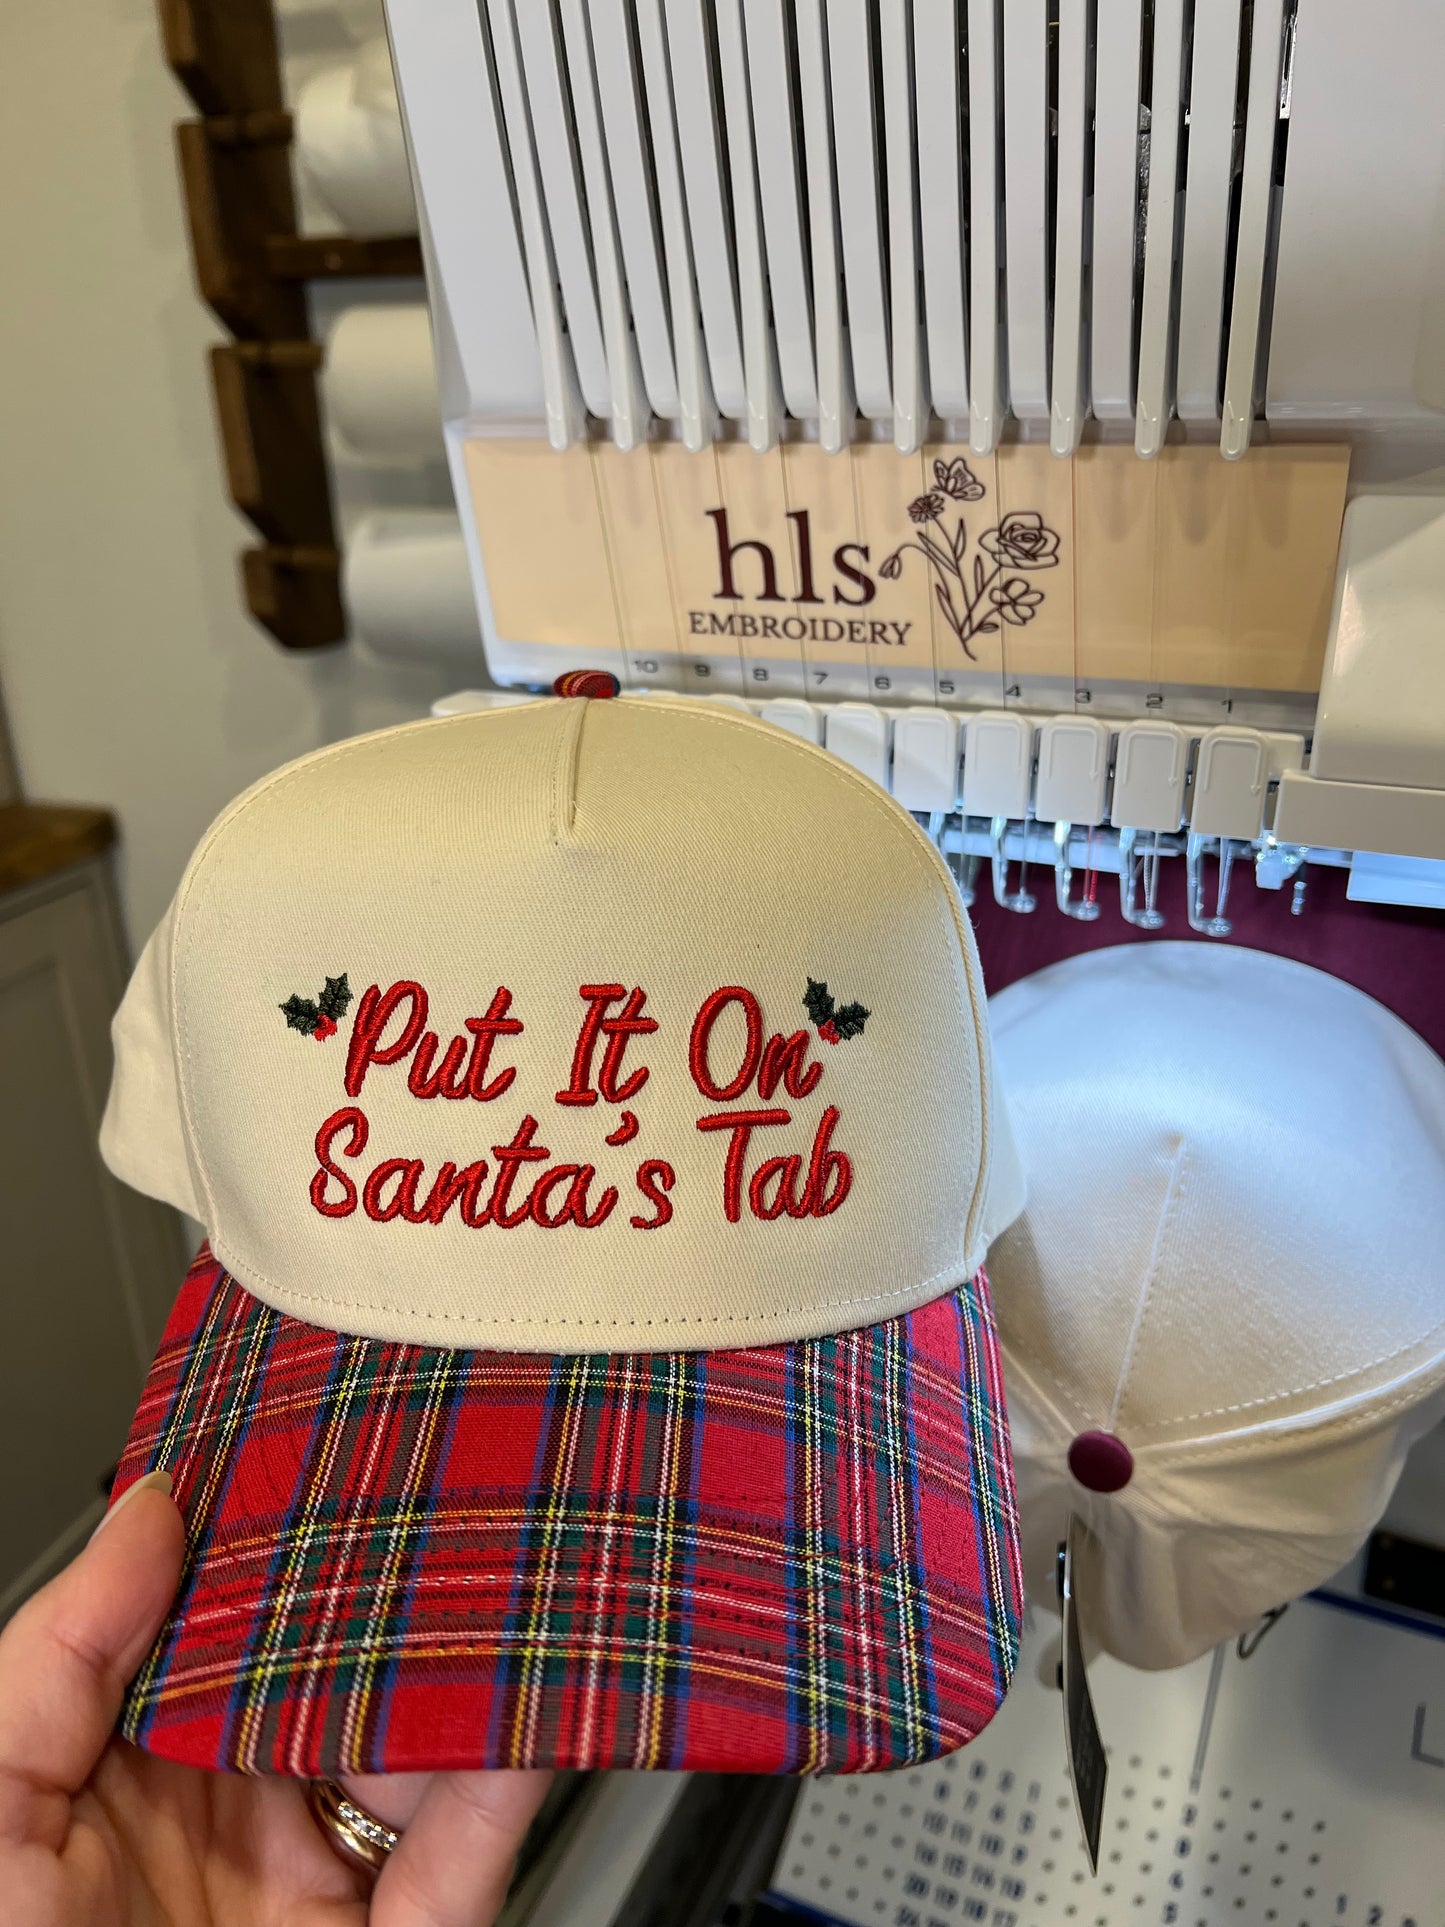 hls
EMBROIDERY
10 9 8 7 6 5 4 3 2 1
Put It On
Santa's Tab